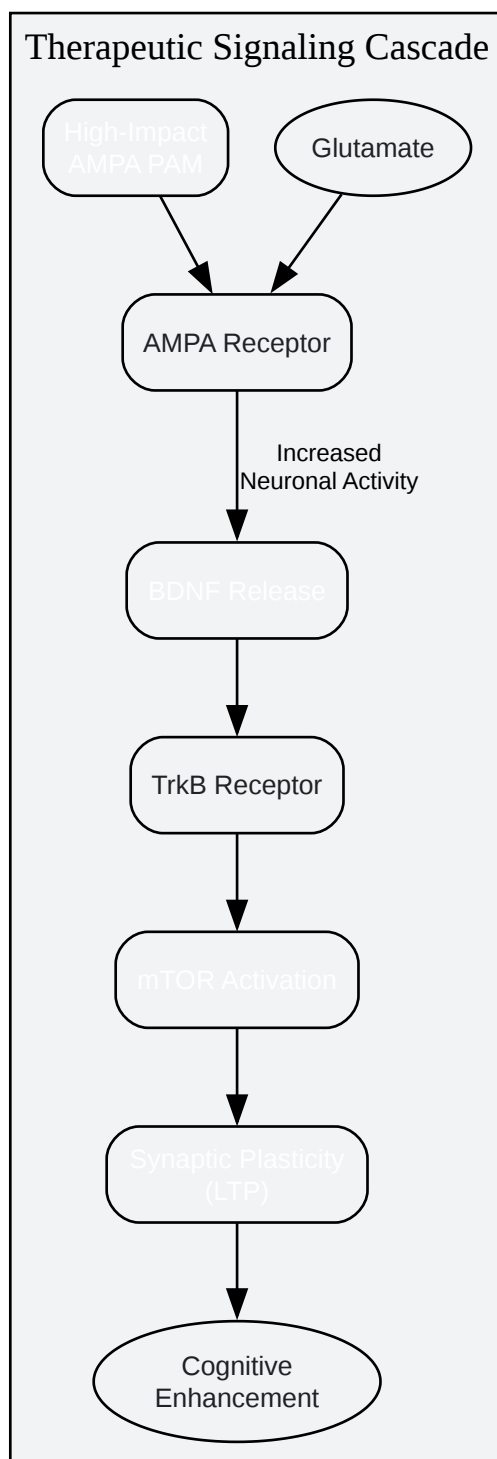 Therapeutic Signaling Cascade
High-Impact
AMPA PAM
Glutamate
AMPA Receptor
Increased
Neuronal Activity
BDNF Release
TrkB Receptor
mTOR Activation
Synaptic Plasticity
(LTP)
Cognitive
Enhancement